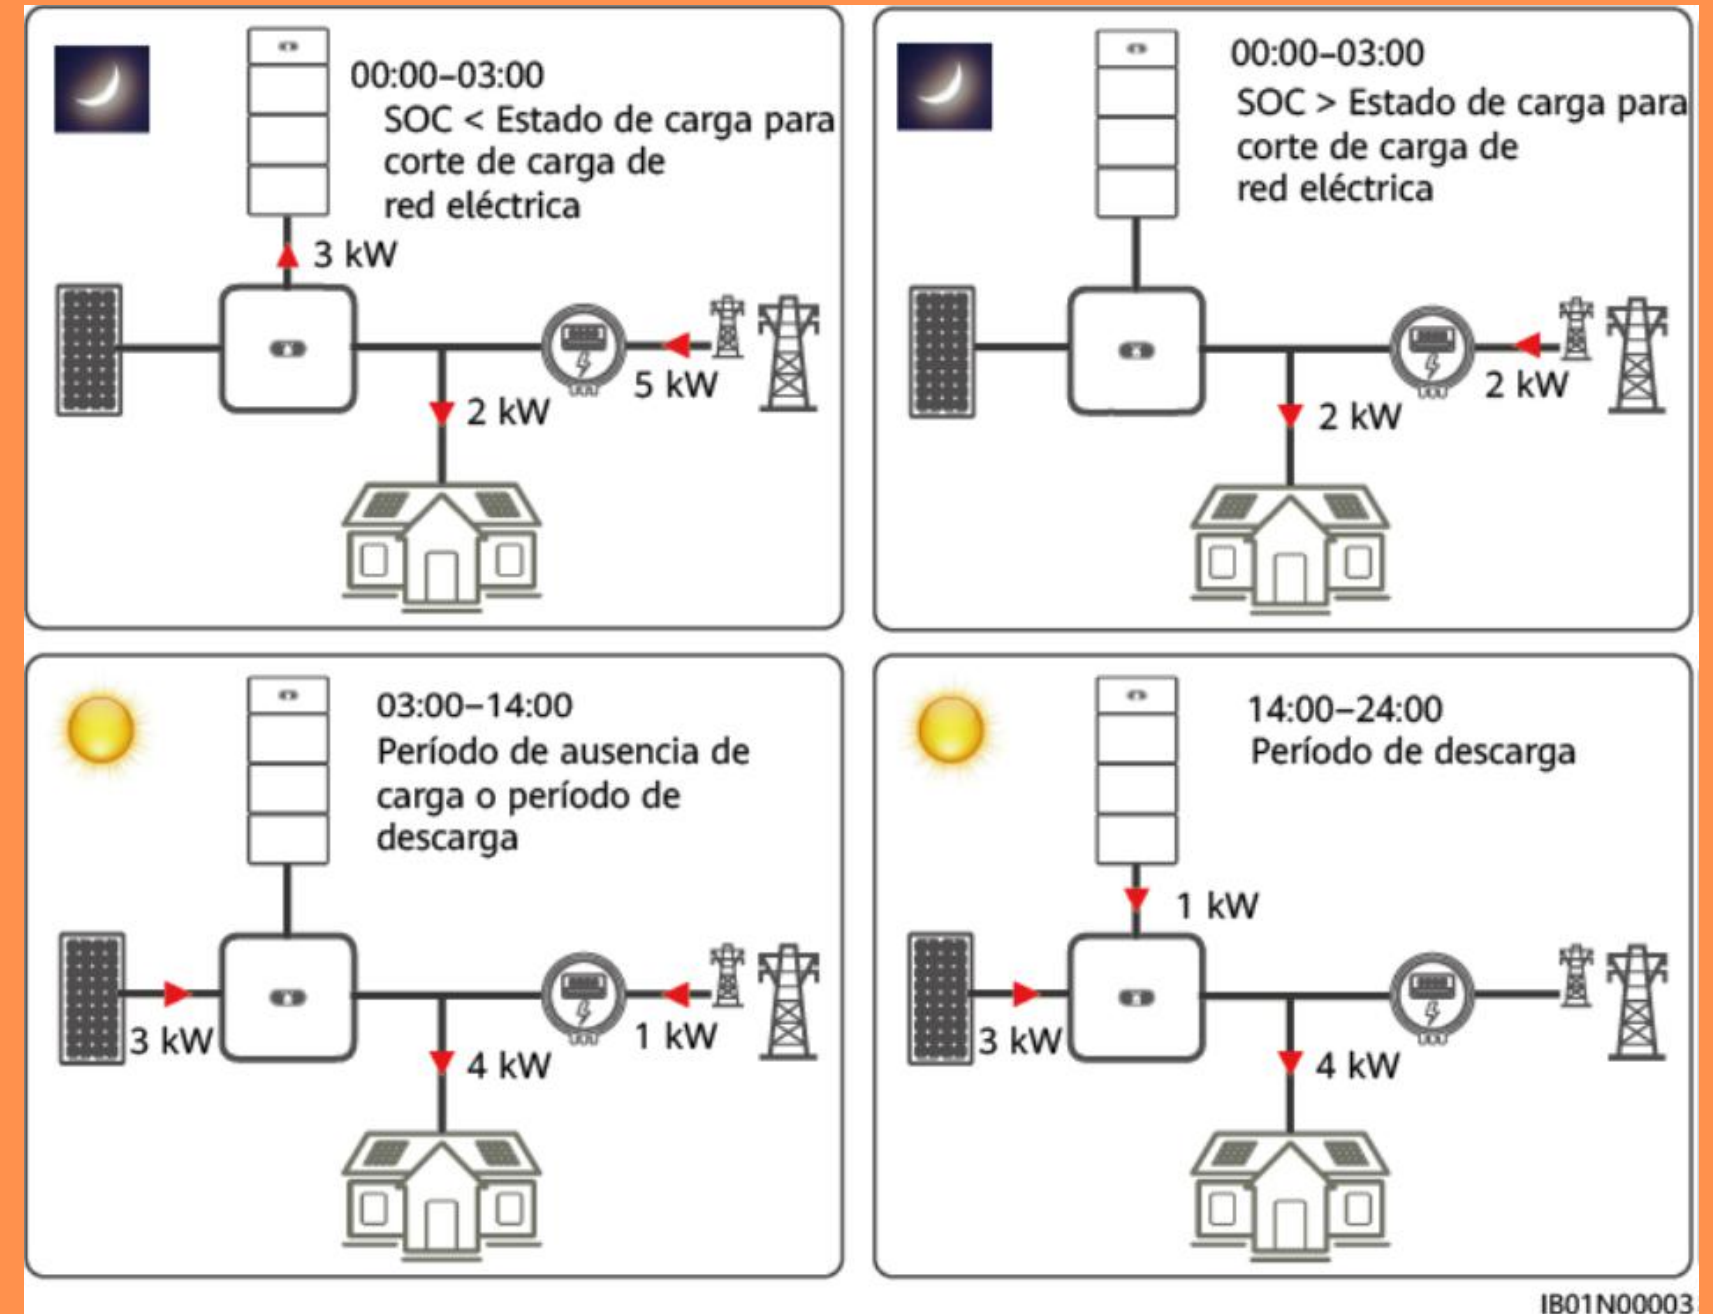 00:00–03:00
SOC < Estado de carga para
corte de carga de
red eléctrica
3 kW
5 kW
2 kW
00:00–03:00
SOC > Estado de carga para
corte de carga de
red eléctrica
2 kW
2 kW
03:00–14:00
Período de ausencia de
carga o período de
descarga
3 kW
1 kW
4 kW
14:00–24:00
Período de descarga
1 kW
3 kW
4 kW
IB01N00003